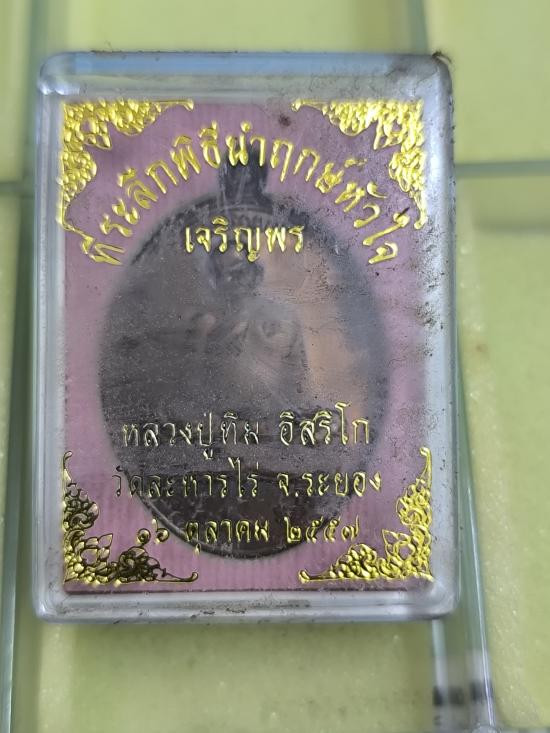 ที่ระลึกพิธีนำฤกษ์หัวใจ
เจริญพร
หลวงปู่ทิม อิสริโก
วัดละหารไร่ จ.ระยอง
๑๖ ตุลาคม ๒๕๕๗